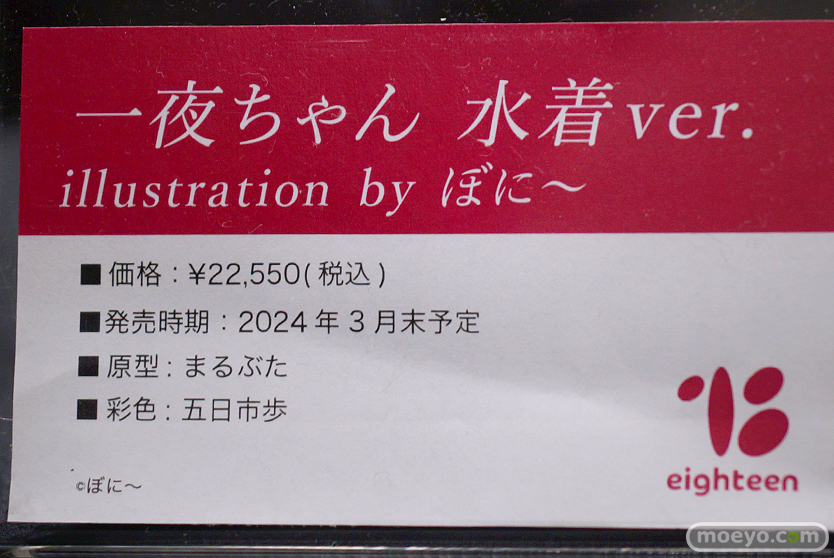 一夜ちゃん 水着ver.
illustration by ぼに～
■価格：¥22,550(税込)
■発売時期：2024年3月末予定
■原型：まるぶた
■彩色：五日市歩
©ぼに～
eighteen
moeyo.com